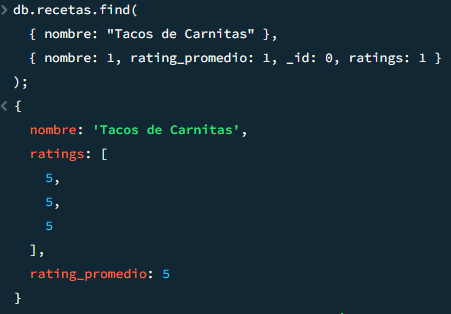 > db.recetas.find(
{ nombre: "Tacos de Carnitas" },
{ nombre: 1, rating_promedio: 1, _id: 0, ratings: 1 }
);
< {
nombre: 'Tacos de Carnitas',
ratings: [
5,
5,
5
],
rating_promedio: 5
}